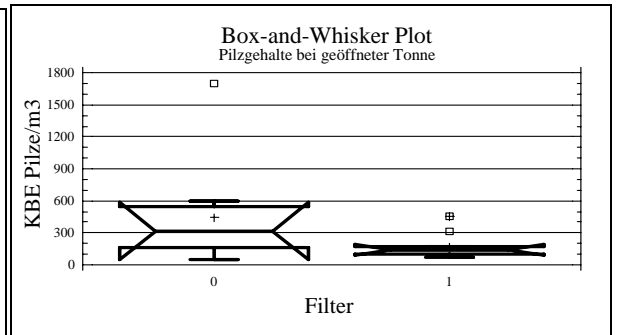 Box-and-Whisker Plot
Pilzgehalte bei geöffneter Tonne
KBE Pilze/m3
1800
1500
1200
900
600
300
0
0 1
Filter